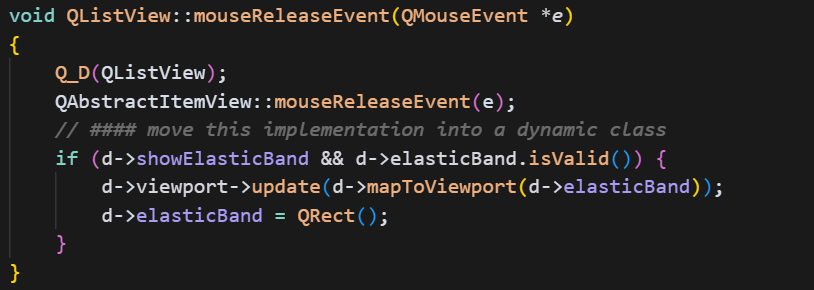 void QListView::mouseReleaseEvent(QMouseEvent *e)
{
    Q_D(QListView);
    QAbstractItemView::mouseReleaseEvent(e);
    // #### move this implementation into a dynamic class
    if (d->showElasticBand && d->elasticBand.isValid()) {
        d->viewport->update(d->mapToViewport(d->elasticBand));
        d->elasticBand = QRect();
    }
}